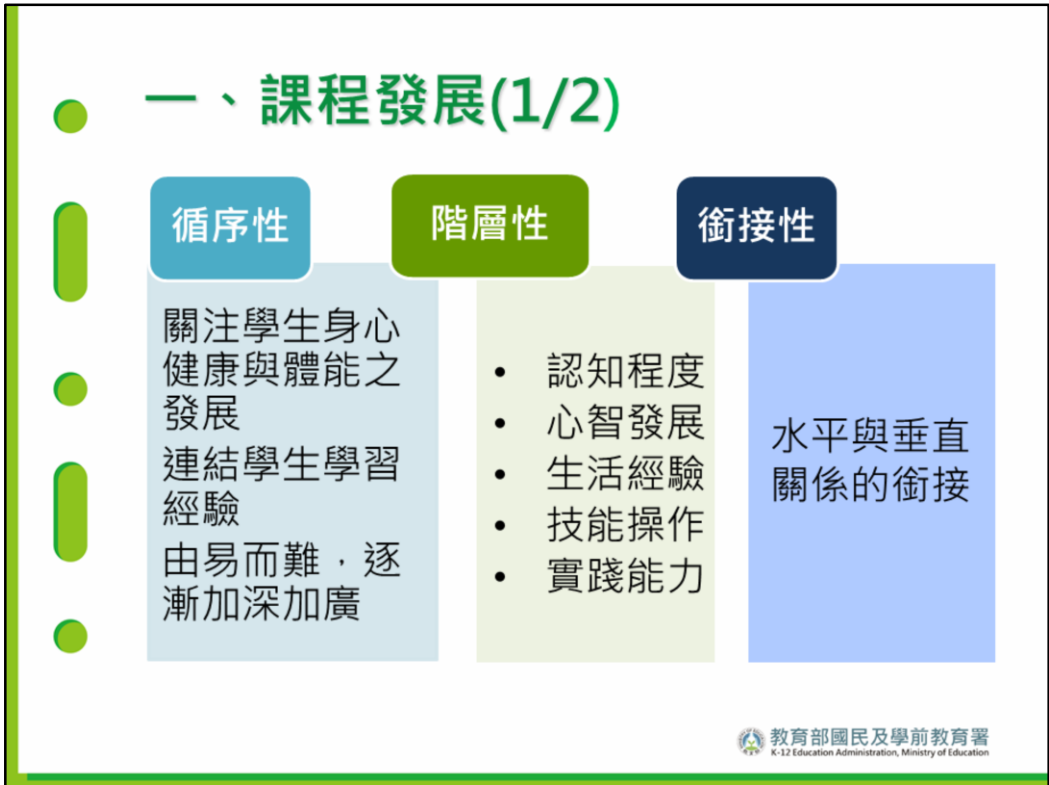 一、課程發展(1/2)
循序性
關注學生身心
健康與體能之
發展
連結學生學習
經驗
由易而難，逐
漸加深加廣
階層性
• 認知程度
• 心智發展
• 生活經驗
• 技能操作
• 實踐能力
銜接性
水平與垂直
關係的銜接
教育部國民及學前教育署
K-12 Education Administration, Ministry of Education